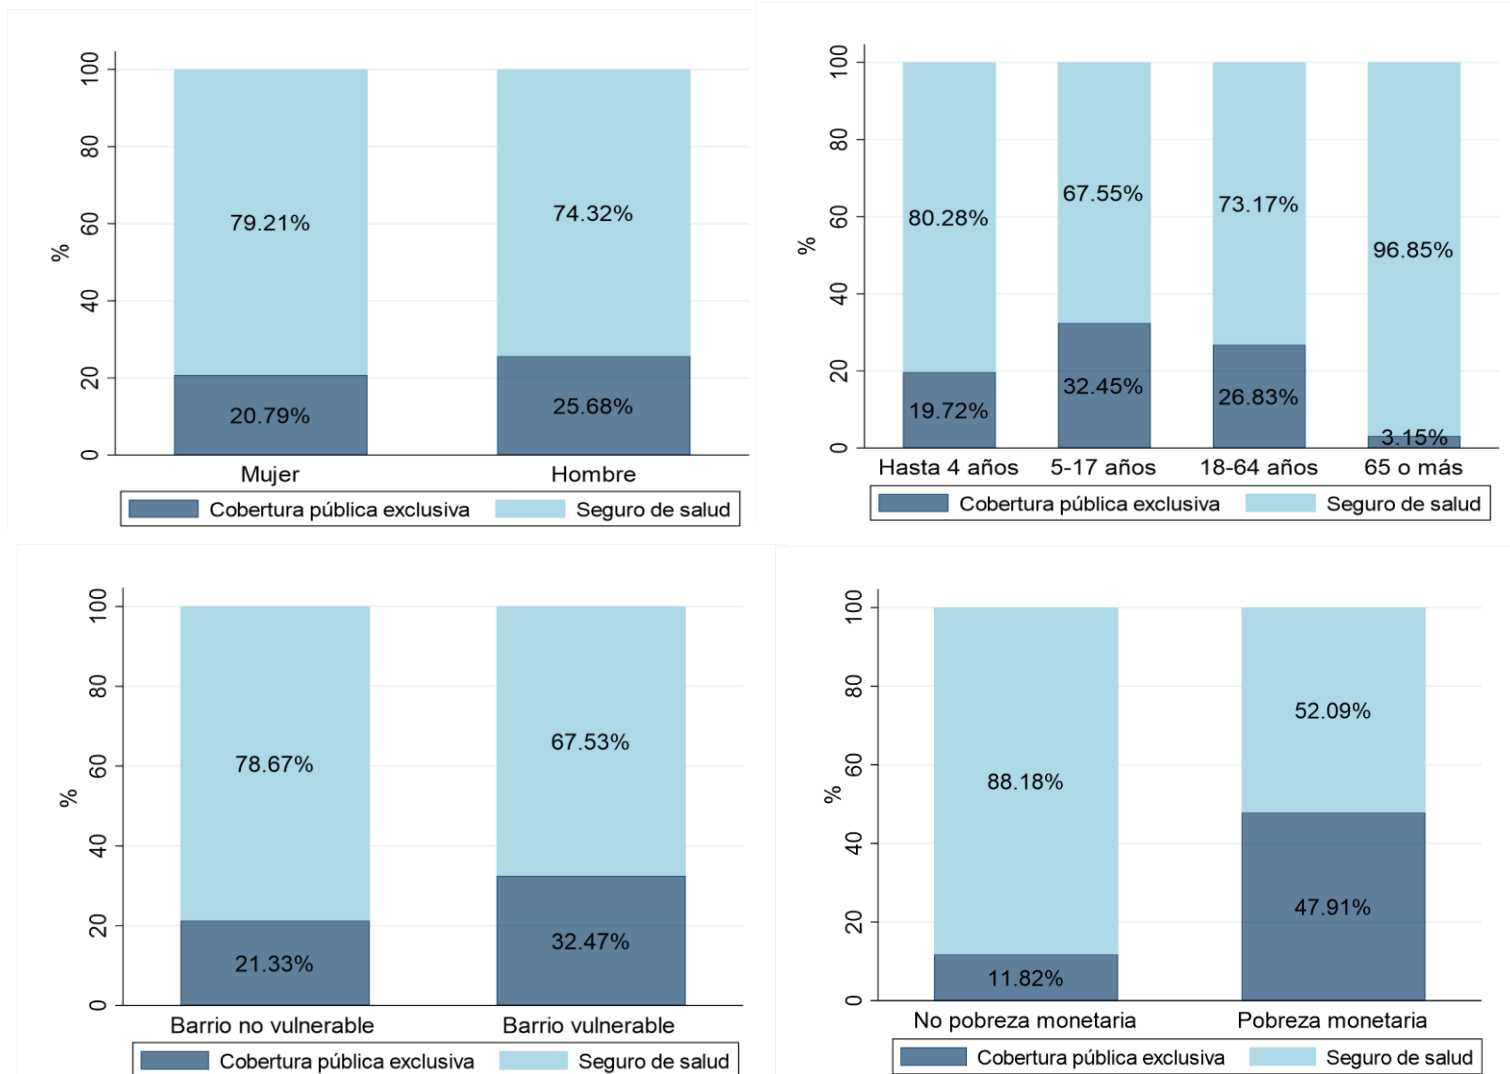 100
80
60
40
20
0
%
79.21%
74.32%
20.79%
25.68%
Mujer
Hombre
Cobertura pública exclusiva
Seguro de salud
100
80
60
40
20
0
%
80.28%
67.55%
73.17%
96.85%
19.72%
32.45%
26.83%
3.15%
Hasta 4 años
5-17 años
18-64 años
65 o más
Cobertura pública exclusiva
Seguro de salud
100
80
60
40
20
0
%
78.67%
67.53%
21.33%
32.47%
Barrio no vulnerable
Barrio vulnerable
Cobertura pública exclusiva
Seguro de salud
100
80
60
40
20
0
%
88.18%
52.09%
11.82%
47.91%
No pobreza monetaria
Pobreza monetaria
Cobertura pública exclusiva
Seguro de salud